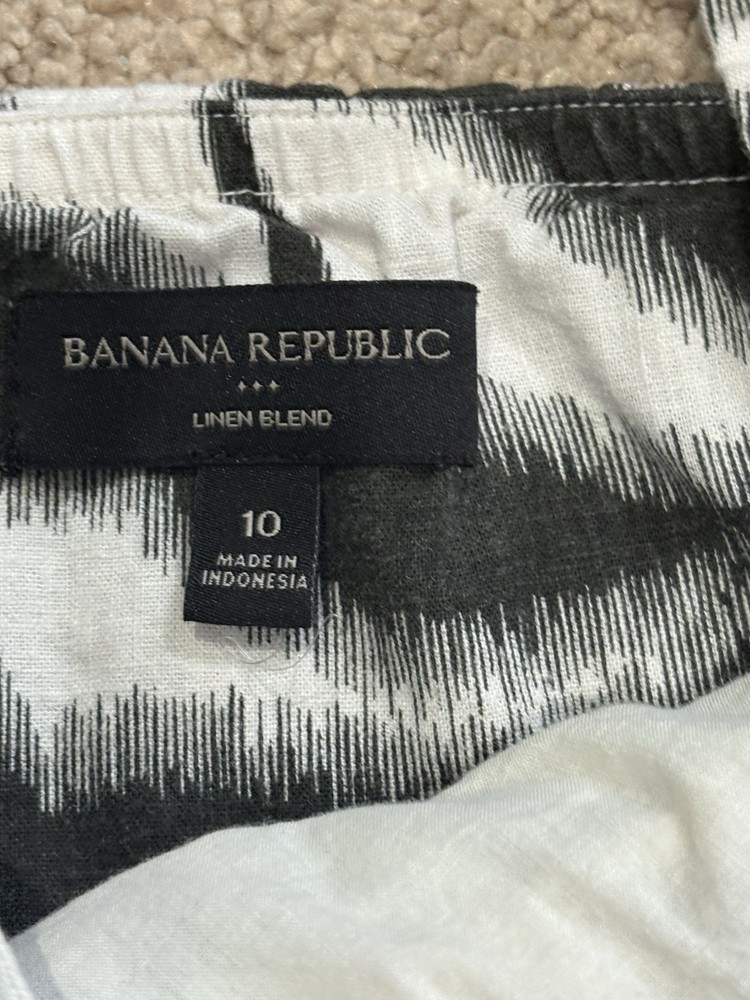 BANANA REPUBLIC
LINEN BLEND
10
MADE IN
INDONESIA